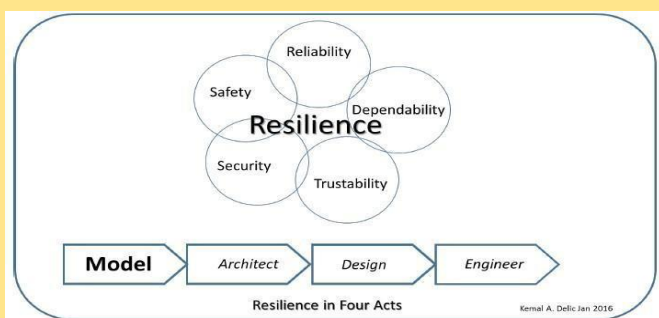 Reliability
Safety
Dependability
Resilience
Security
Trustability
Model
Architect
Design
Engineer
Resilience in Four Acts
Kemal A. Delic Jan 2016